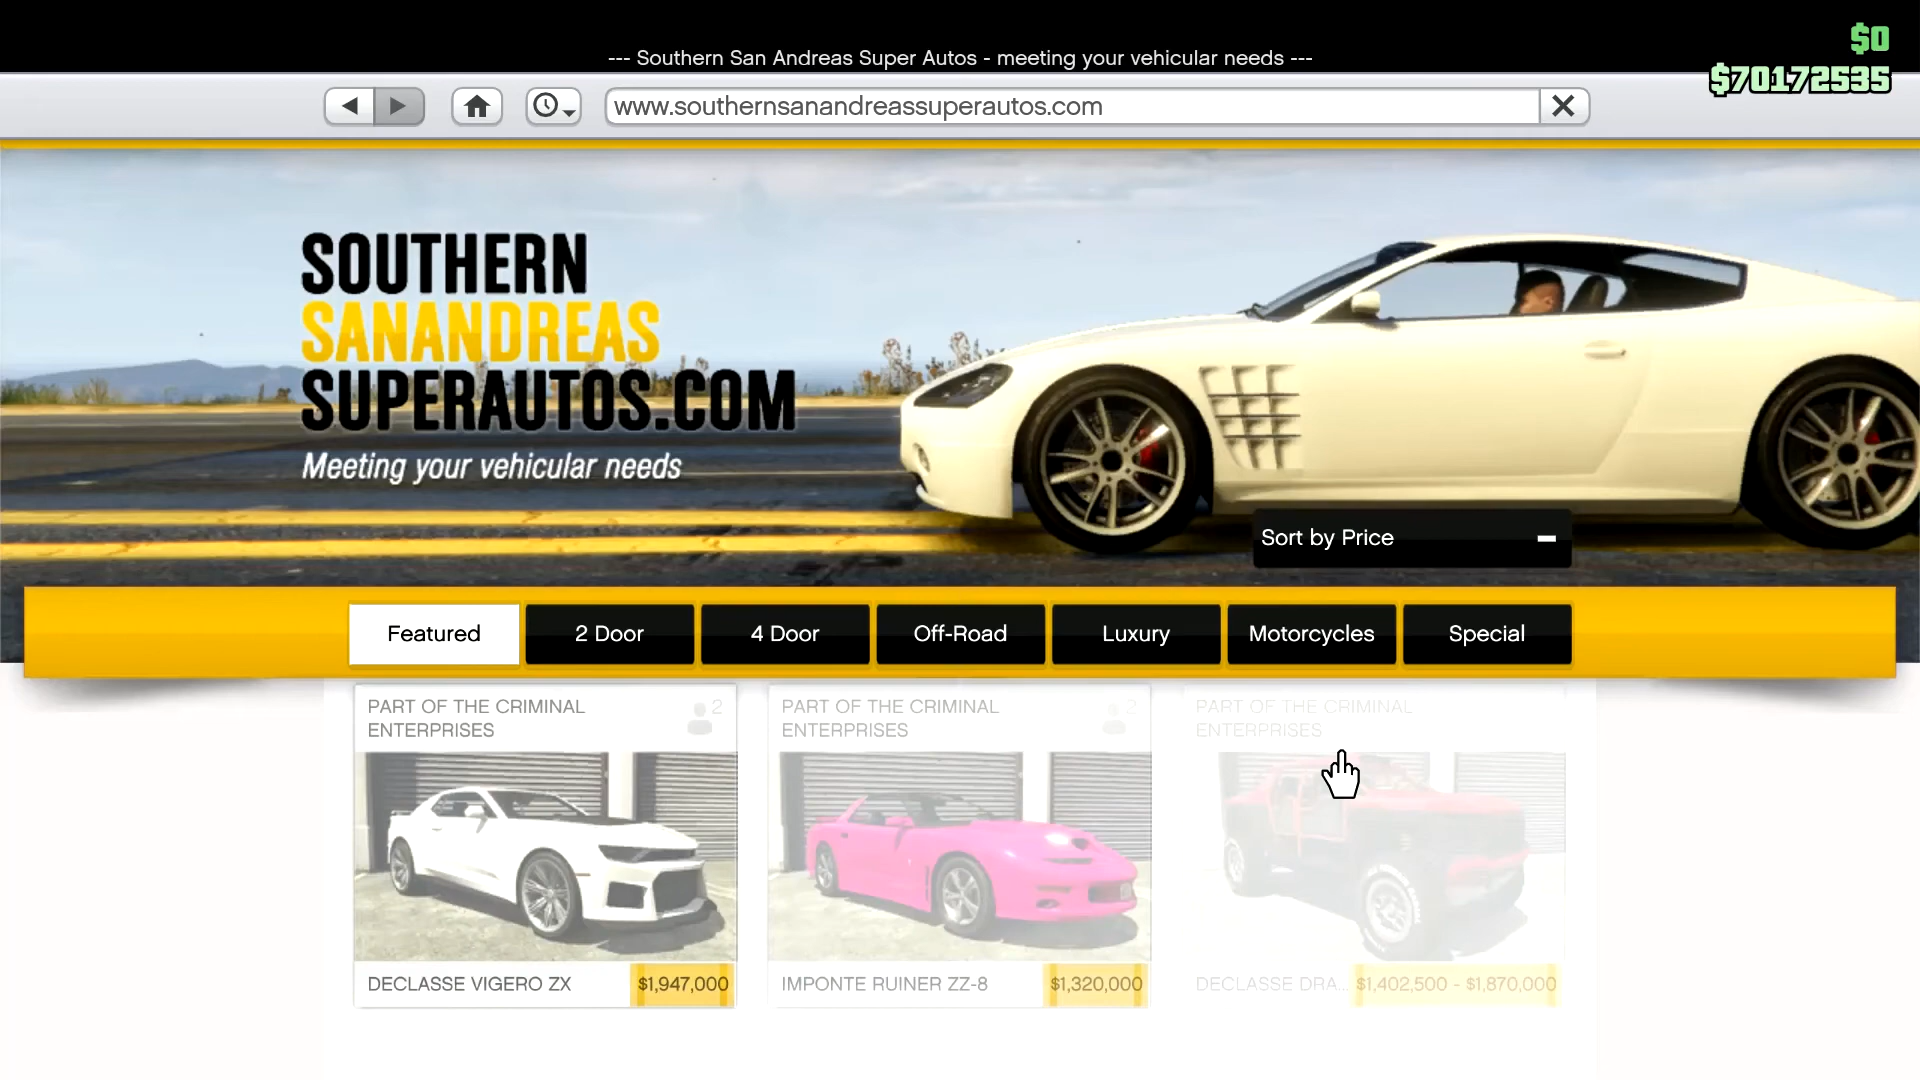 $0
$70172535
--- Southern San Andreas Super Autos - meeting your vehicular needs ---
www.southernsanandreassuperautos.com
SOUTHERN
SANANDREAS
SUPERAUTOS.COM
Meeting your vehicular needs
Sort by Price
Featured
2 Door
4 Door
Off-Road
Luxury
Motorcycles
Special
PART OF THE CRIMINAL
ENTERPRISES
2
DECLASSE VIGERO ZX
$1,947,000
PART OF THE CRIMINAL
ENTERPRISES
2
IMPONTE RUINER ZZ-8
$1,320,000
PART OF THE CRIMINAL
ENTERPRISES
DECLASSE DRA...
$1,402,500 - $1,870,000